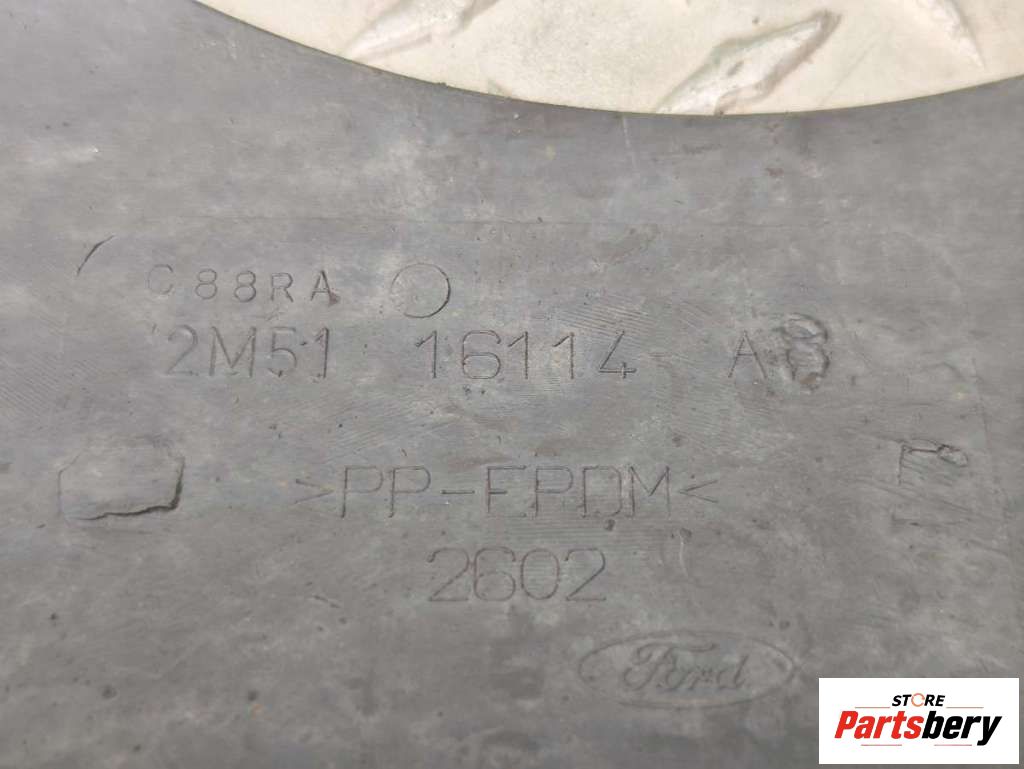 C88RA
2M51 16114 A
>PP-EPDM<
2602
Ford
STORE
Partsbery